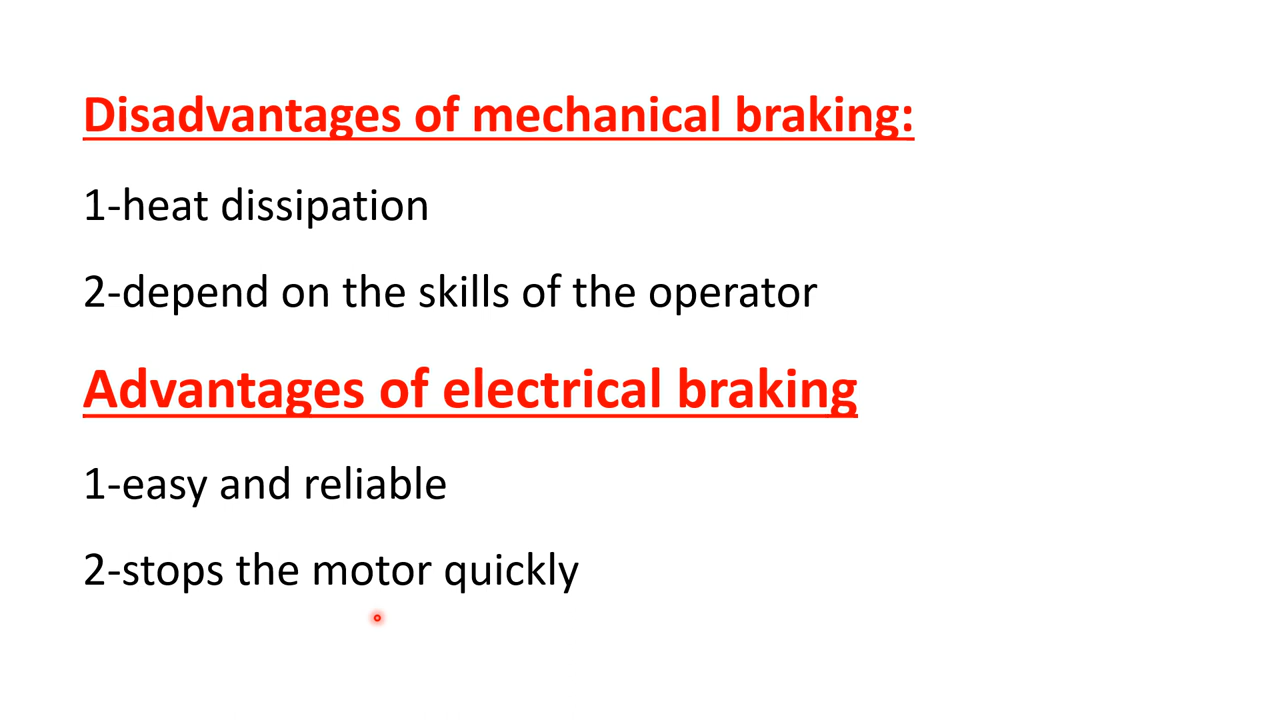 Disadvantages of mechanical braking:
1-heat dissipation
2-depend on the skills of the operator
Advantages of electrical braking
1-easy and reliable
2-stops the motor quickly